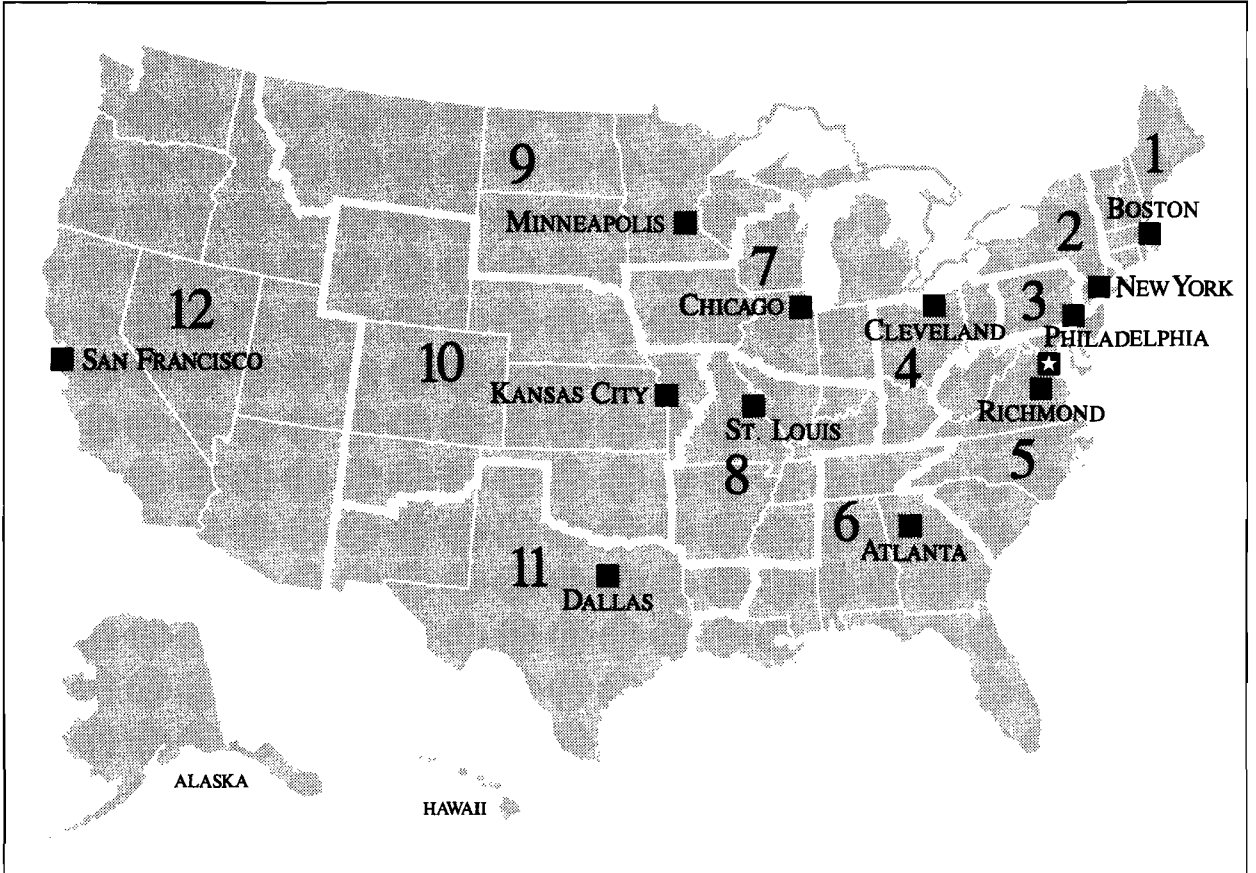 1
BOSTON
9
MINNEAPOLIS
2
7
NEW YORK
3
CHICAGO
12
CLEVELAND
PHILADELPHIA
SAN FRANCISCO
10
4
KANSAS CITY
RICHMOND
ST. LOUIS
5
8
6
ATLANTA
11
DALLAS
ALASKA
HAWAII